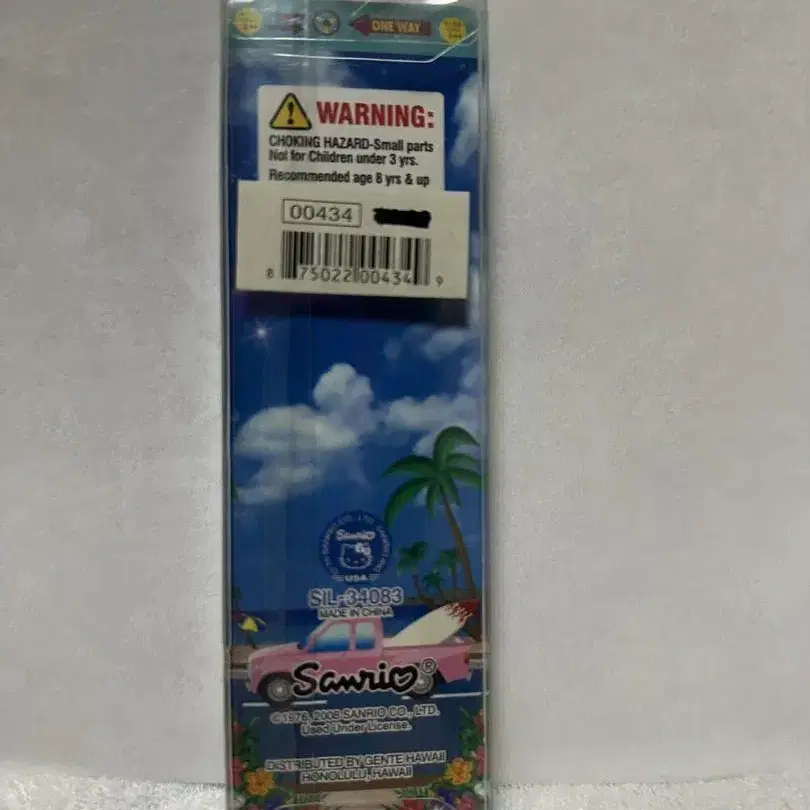 ONE WAY
WARNING:
CHOKING HAZARD-Small parts
Not for Children under 3 yrs.
Recommended age 8 yrs & up
00434
8 75022 00434 9
Sanrio
USA
SIL-34083
MADE IN CHINA
Sanrio®
©1976, 2008 SANRIO CO., LTD.
Used Under License.
DISTRIBUTED BY GENTE HAWAII
HONOLULU, HAWAII